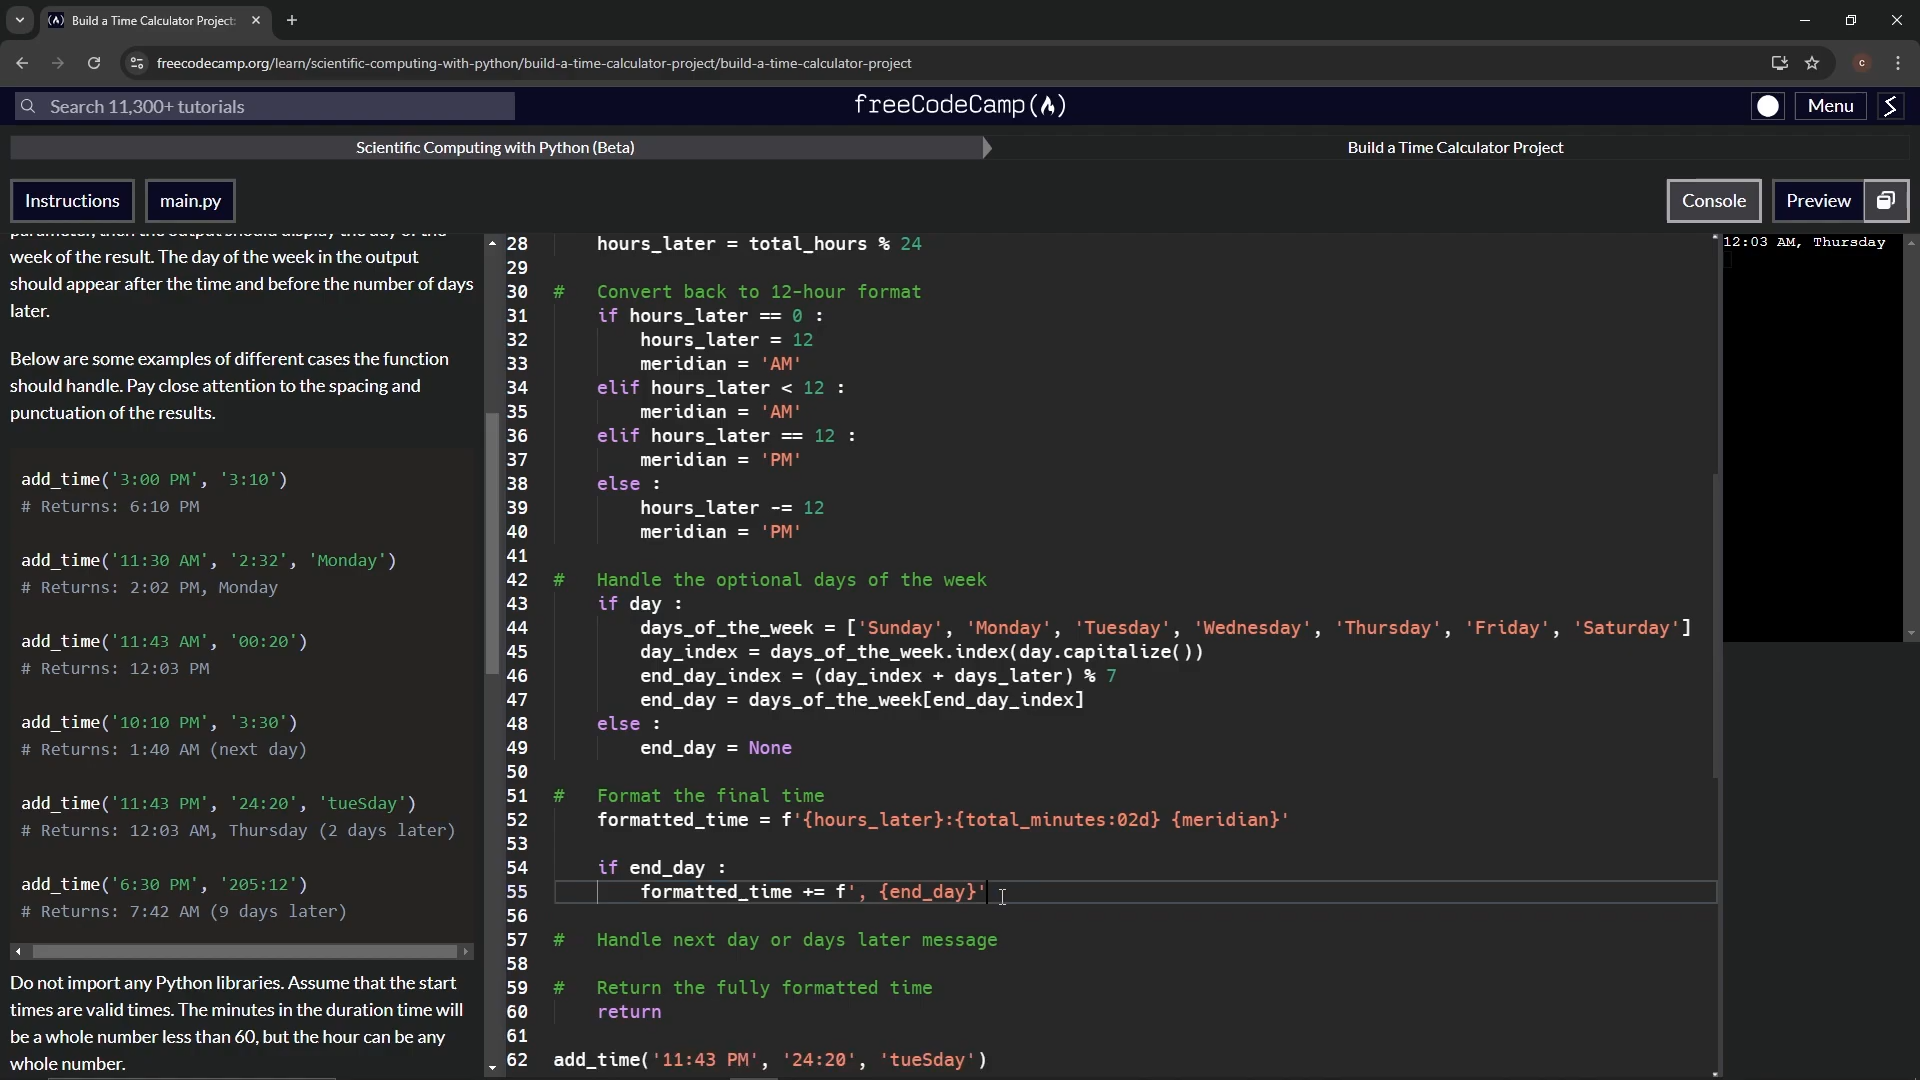 Build a Time Calculator Project:
freecodecamp.org/learn/scientific-computing-with-python/build-a-time-calculator-project/build-a-time-calculator-project
c
Search 11,300+ tutorials
freeCodeCamp
Menu
Scientific Computing with Python (Beta)
Build a Time Calculator Project
Instructions
main.py
Console
Preview
parameter, then the output should display the day of the
week of the result. The day of the week in the output
should appear after the time and before the number of days
later.
Below are some examples of different cases the function
should handle. Pay close attention to the spacing and
punctuation of the results.
add_time('3:00 PM', '3:10')
# Returns: 6:10 PM
add_time('11:30 AM', '2:32', 'Monday')
# Returns: 2:02 PM, Monday
add_time('11:43 AM', '00:20')
# Returns: 12:03 PM
add_time('10:10 PM', '3:30')
# Returns: 1:40 AM (next day)
add_time('11:43 PM', '24:20', 'tueSday')
# Returns: 12:03 AM, Thursday (2 days later)
add_time('6:30 PM', '205:12')
# Returns: 7:42 AM (9 days later)
Do not import any Python libraries. Assume that the start
times are valid times. The minutes in the duration time will
be a whole number less than 60, but the hour can be any
whole number.
28 hours_later = total_hours % 24
29
30 # Convert back to 12-hour format
31 if hours_later == 0 :
32 hours_later = 12
33 meridian = 'AM'
34 elif hours_later < 12 :
35 meridian = 'AM'
36 elif hours_later == 12 :
37 meridian = 'PM'
38 else :
39 hours_later -= 12
40 meridian = 'PM'
41
42 # Handle the optional days of the week
43 if day :
44 days_of_the_week = ['Sunday', 'Monday', 'Tuesday', 'Wednesday', 'Thursday', 'Friday', 'Saturday']
45 day_index = days_of_the_week.index(day.capitalize())
46 end_day_index = (day_index + days_later) % 7
47 end_day = days_of_the_week[end_day_index]
48 else :
49 end_day = None
50
51 # Format the final time
52 formatted_time = f'{hours_later}:{total_minutes:02d} {meridian}'
53
54 if end_day :
55 formatted_time += f', {end_day}'
56
57 # Handle next day or days later message
58
59 # Return the fully formatted time
60 return
61
62 add_time('11:43 PM', '24:20', 'tueSday')
12:03 AM, Thursday